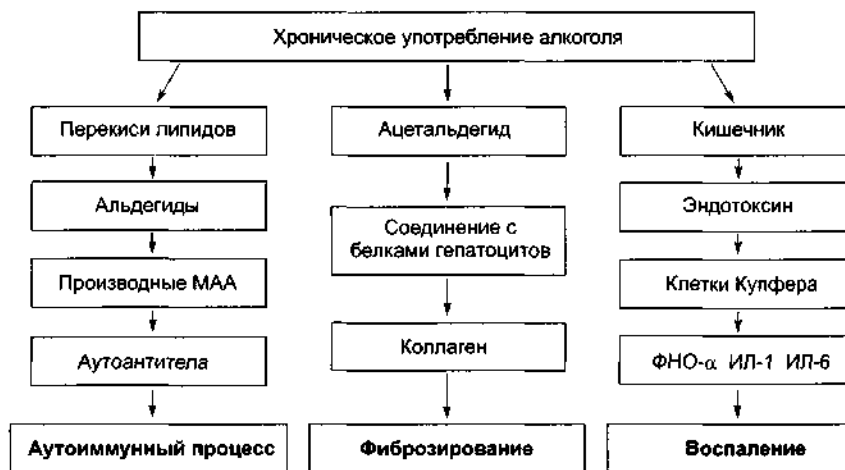 Хроническое употребление алкоголя
Перекиси липидов
Ацетальдегид
Кишечник
Альдегиды
Соединение с
белками гепатоцитов
Эндотоксин
Производные МАА
Клетки Купфера
Коллаген
Аутоантитела
ФНО-α ИЛ-1 ИЛ-6
Аутоиммунный процесс
Фиброзирование
Воспаление